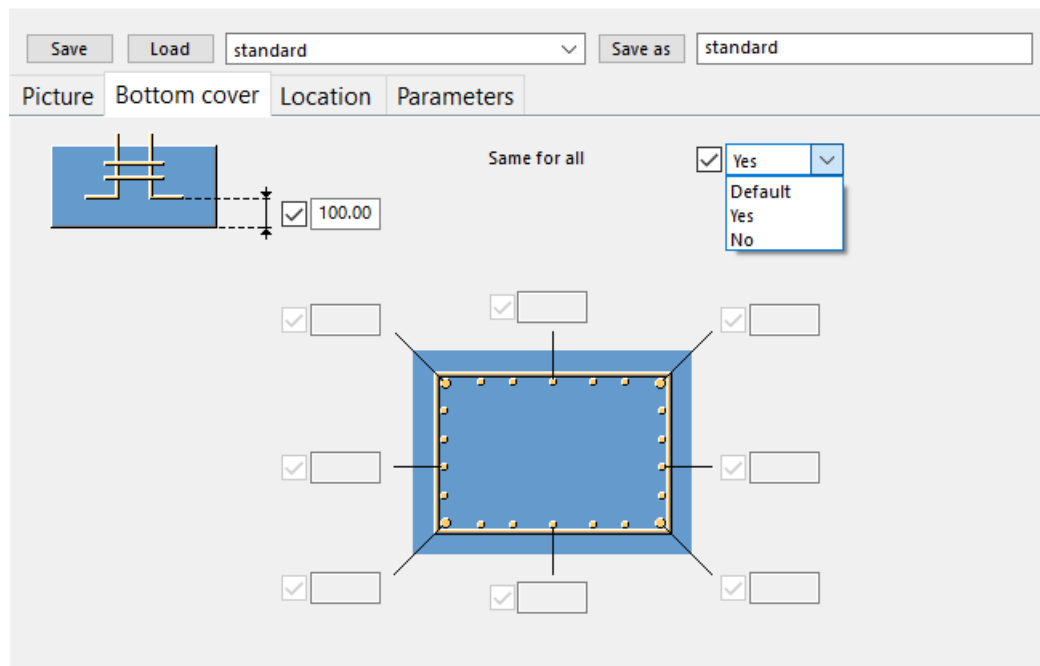 Save Load standard Save as standard
Picture Bottom cover Location Parameters
Same for all Yes
Default
Yes
No
100.00